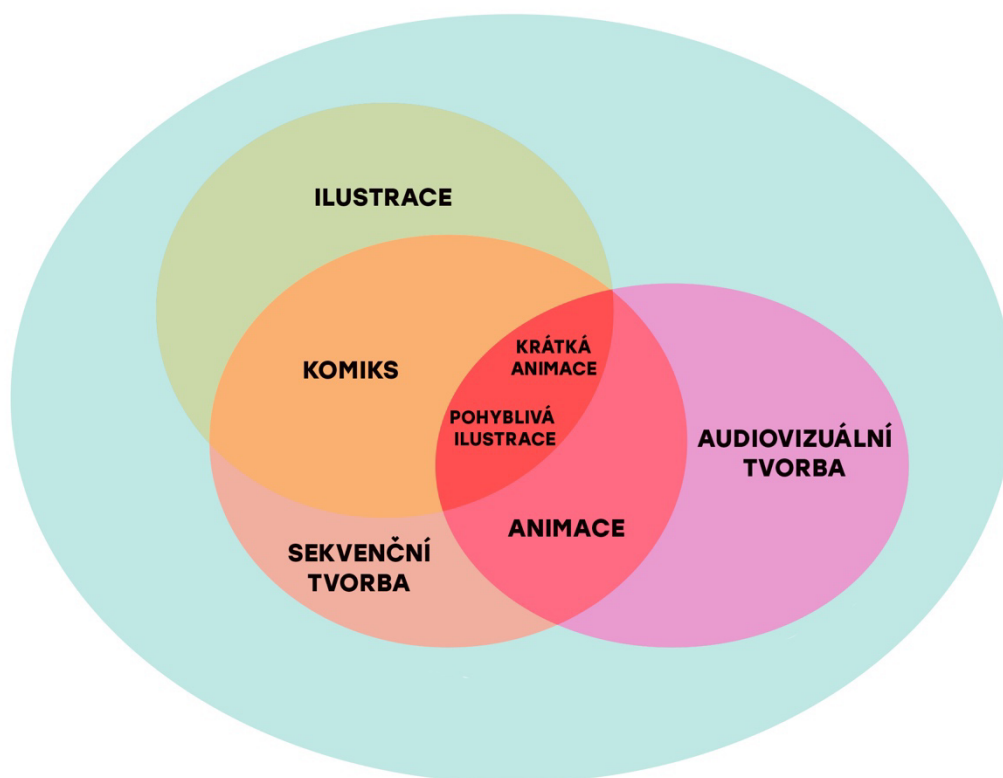 ILUSTRACE
KRÁTKÁ
ANIMACE
KOMIKS
POHYBLIVÁ
ILUSTRACE
AUDIOVIZUÁLNÍ
TVORBA
ANIMACE
SEKVENČNÍ
TVORBA